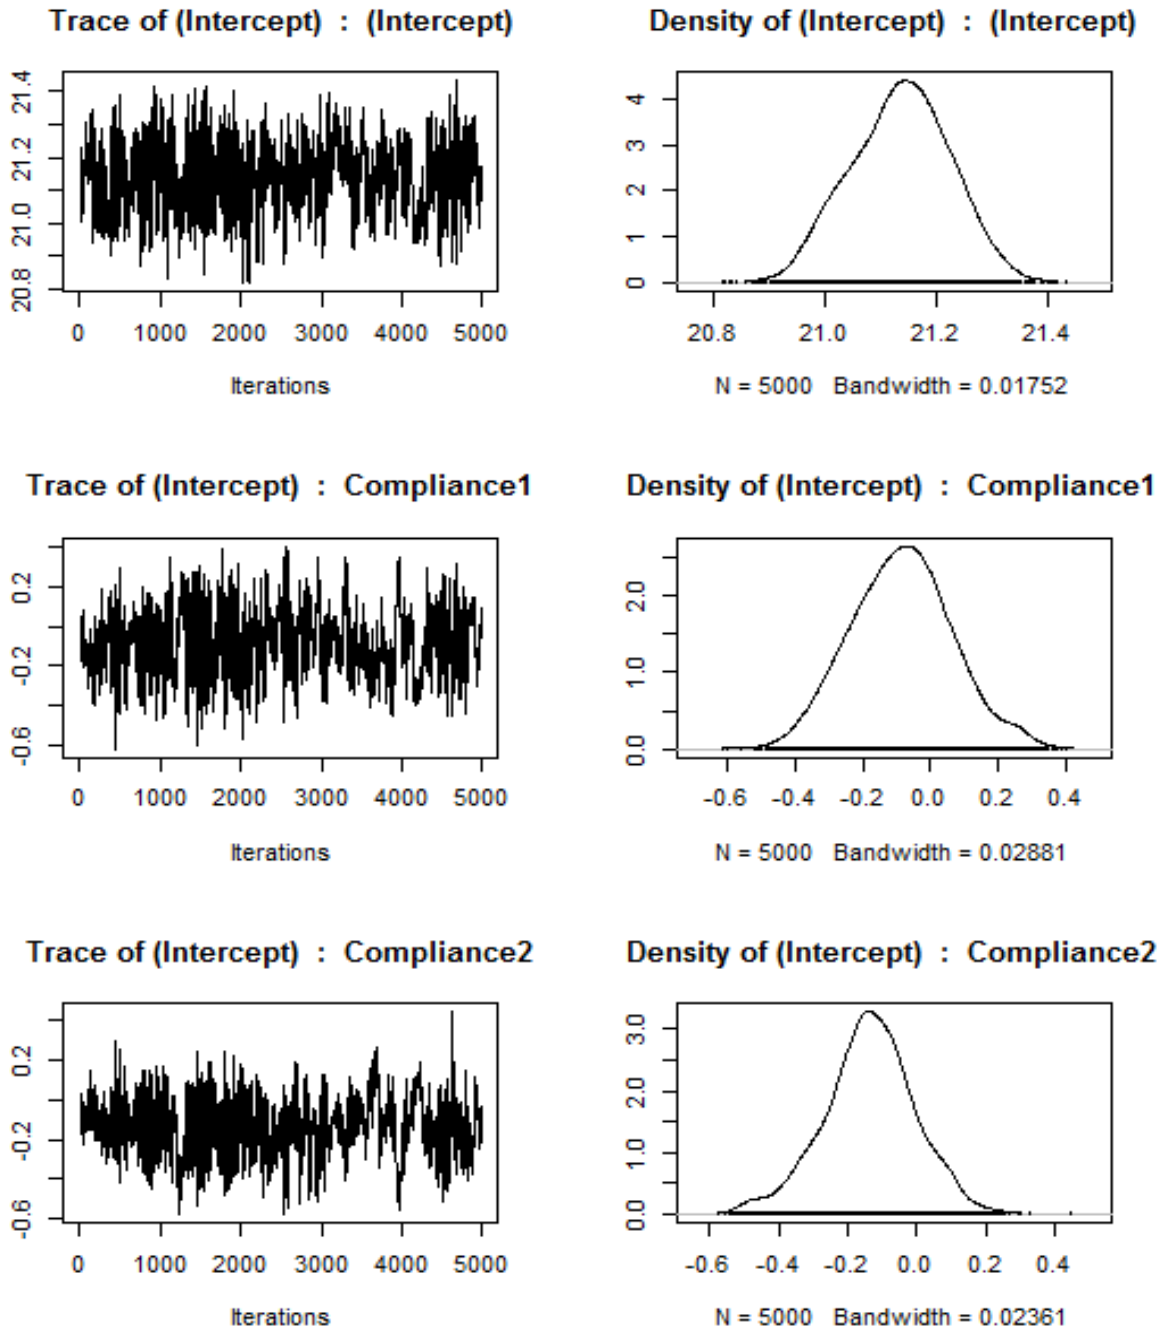 Trace of (Intercept) : (Intercept)
Density of (Intercept) : (Intercept)
20.8 21.0 21.2 21.4
0 1000 2000 3000 4000 5000
Iterations
0 1 2 3 4
20.8 21.0 21.2 21.4
N = 5000 Bandwidth = 0.01752
Trace of (Intercept) : Compliance1
Density of (Intercept) : Compliance1
-0.6 -0.2 0.2
0 1000 2000 3000 4000 5000
Iterations
0.0 1.0 2.0
-0.6 -0.4 -0.2 0.0 0.2 0.4
N = 5000 Bandwidth = 0.02881
Trace of (Intercept) : Compliance2
Density of (Intercept) : Compliance2
-0.6 -0.2 0.2
0 1000 2000 3000 4000 5000
Iterations
0.0 1.0 2.0 3.0
-0.6 -0.4 -0.2 0.0 0.2 0.4
N = 5000 Bandwidth = 0.02361